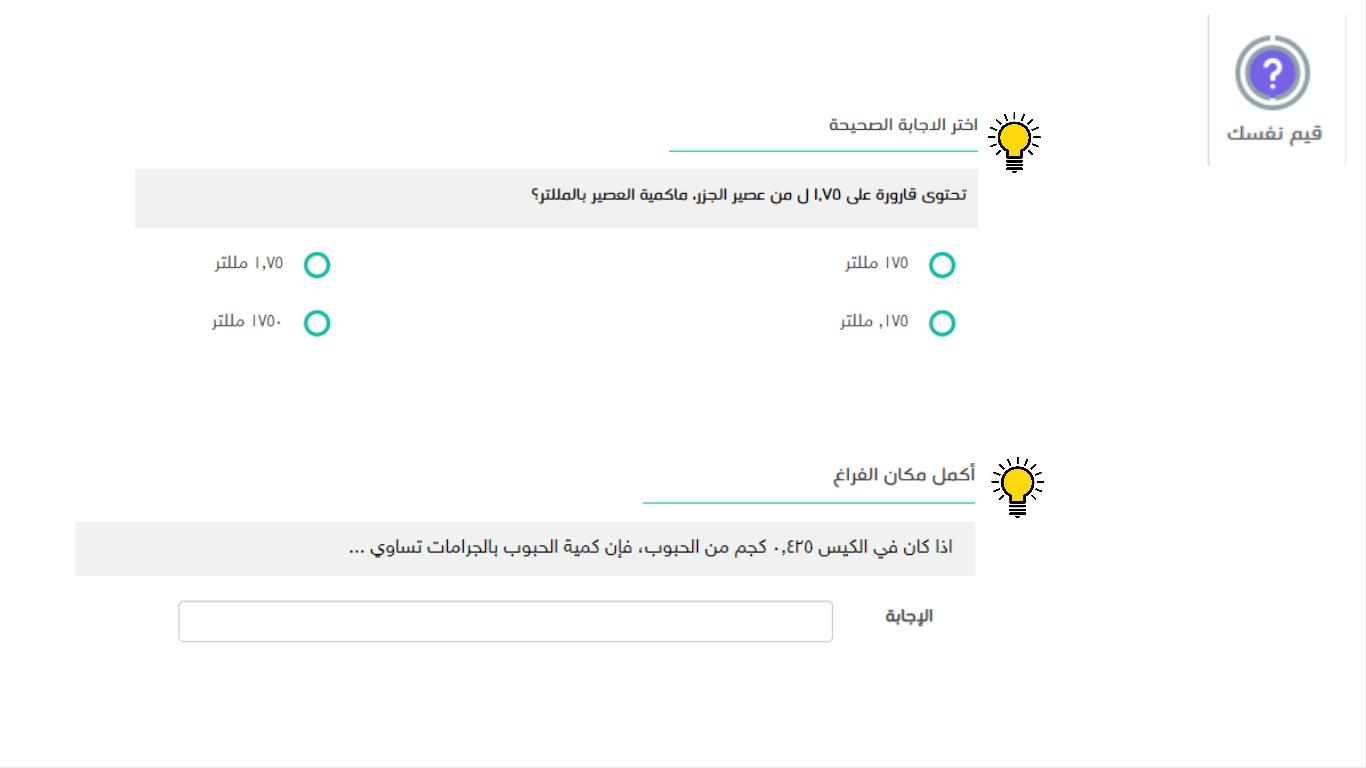 قيم نفسك
اختر الاجابة الصحيحة
تحتوى قارورة على ١,٧٥ ل من عصير الجزر، ماكمية العصير بالمللتر؟
١٧٥ مللتر
١,٧٥ مللتر
١٧٥, مللتر
١٧٥٠ مللتر
أكمل مكان الفراغ
اذا كان في الكيس ٠,٤٢٥ كجم من الحبوب، فإن كمية الحبوب بالجرامات تساوي ...
الإجابة